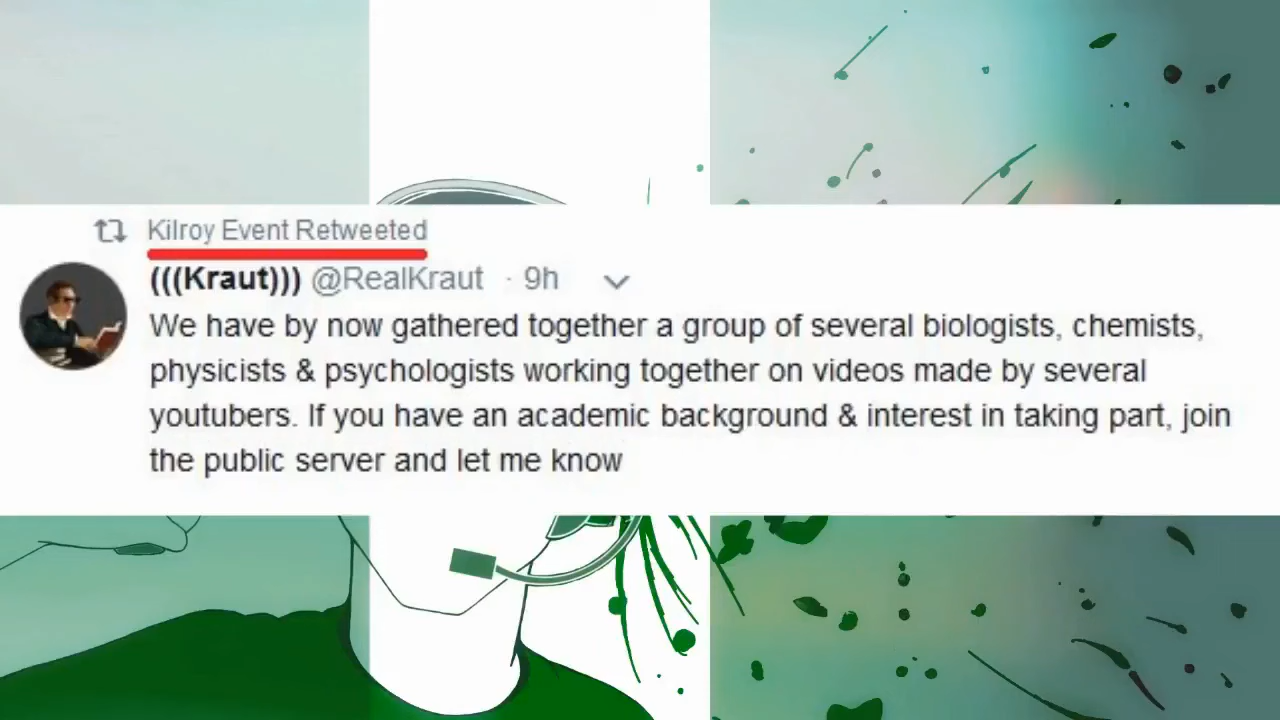 Kilroy Event Retweeted
(((Kraut))) @RealKraut · 9h
We have by now gathered together a group of several biologists, chemists,
physicists & psychologists working together on videos made by several
youtubers. If you have an academic background & interest in taking part, join
the public server and let me know